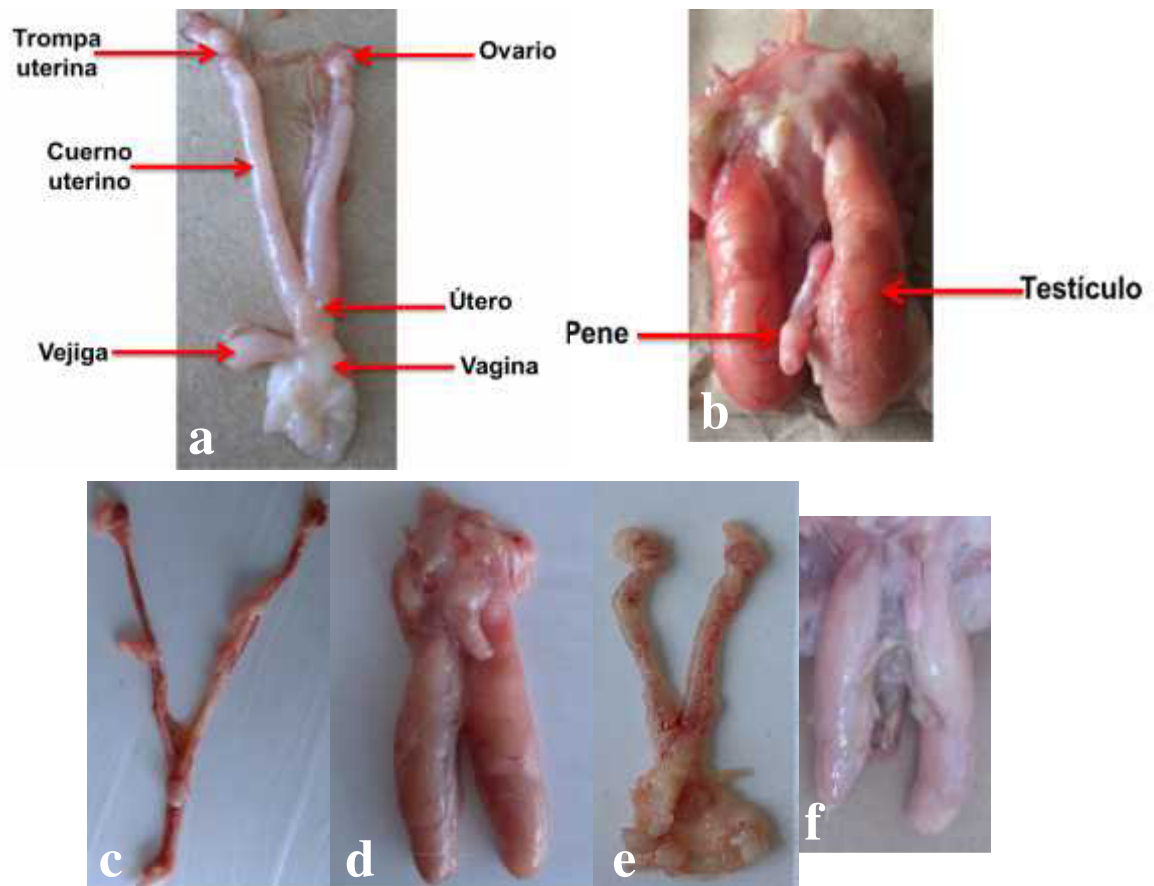 Trompa
uterina
Ovario
Cuerno
uterino
Útero
Vejiga
Vagina
a
Testículo
Pene
b
c
d
e
f